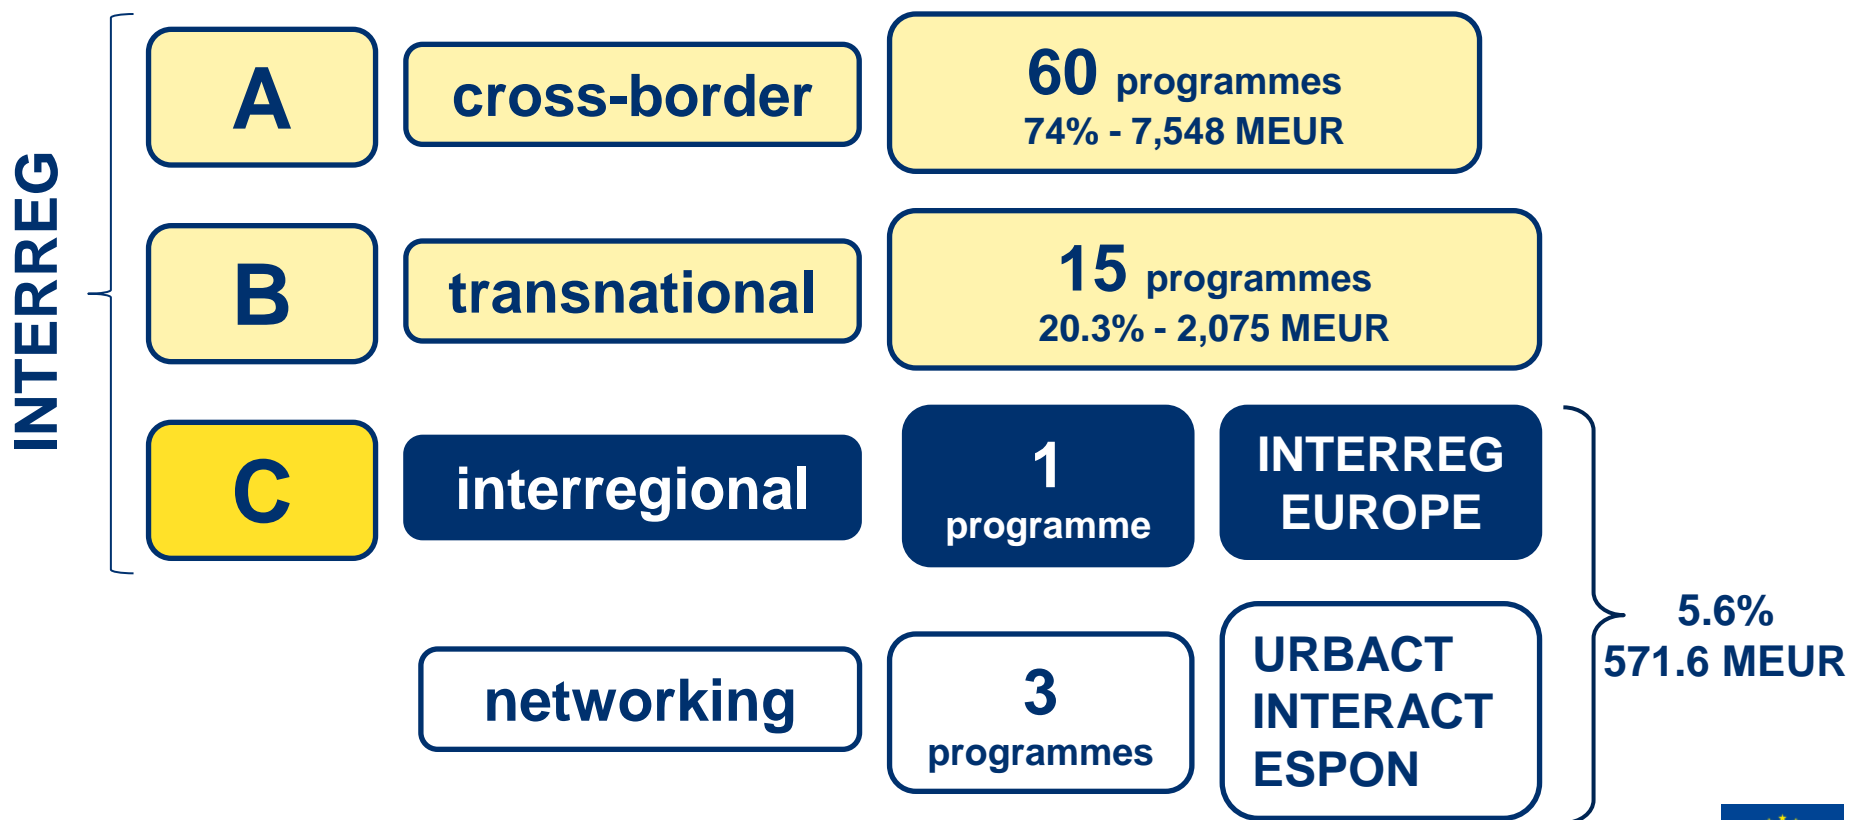 INTERREG
A
cross-border
60 programmes
74% - 7,548 MEUR
B
transnational
15 programmes
20.3% - 2,075 MEUR
C
interregional
1
programme
INTERREG
EUROPE
networking
3
programmes
URBACT
INTERACT
ESPON
5.6%
571.6 MEUR